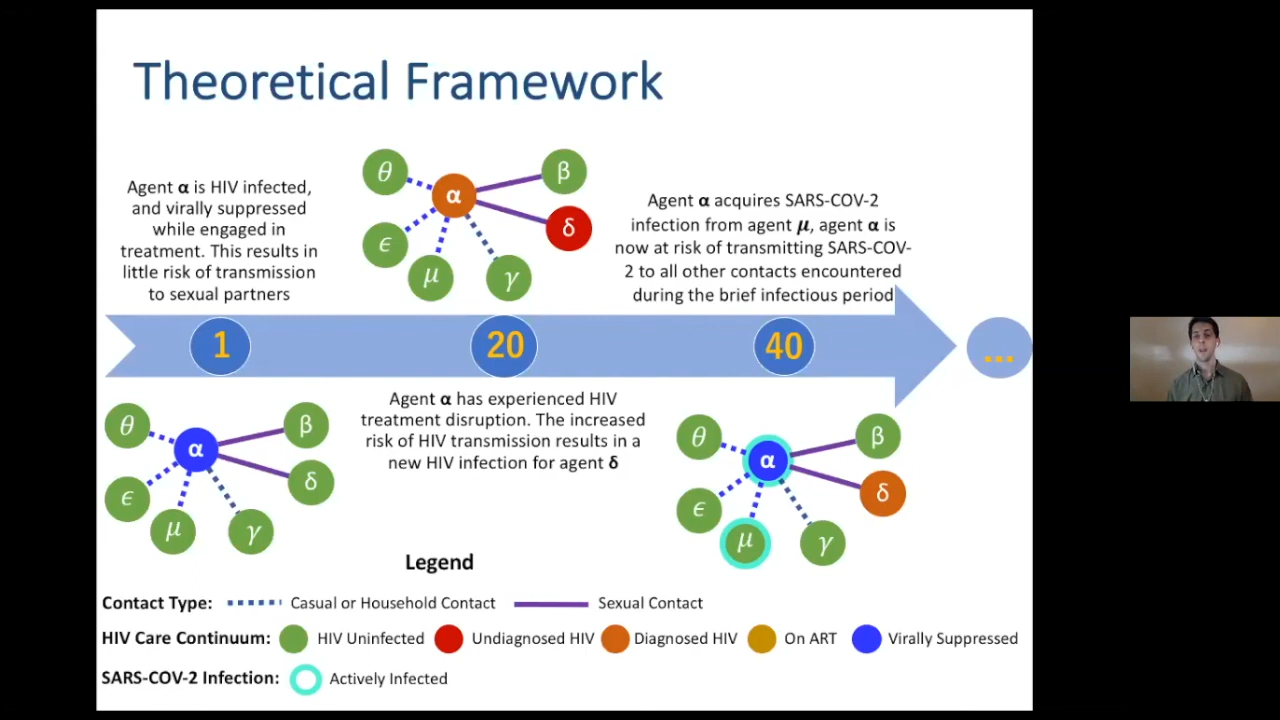 Theoretical Framework
Agent α is HIV infected,
and virally suppressed
while engaged in
treatment. This results in
little risk of transmission
to sexual partners
θ
α
β
δ
ϵ
μ
γ
Agent α acquires SARS-COV-2
infection from agent μ, agent α is
now at risk of transmitting SARS-COV-
2 to all other contacts encountered
during the brief infectious period
1
20
40
...
θ
α
β
δ
ϵ
μ
γ
Agent α has experienced HIV
treatment disruption. The increased
risk of HIV transmission results in a
new HIV infection for agent δ
θ
α
β
δ
ϵ
μ
γ
Legend
Contact Type: Casual or Household Contact Sexual Contact
HIV Care Continuum: HIV Uninfected Undiagnosed HIV Diagnosed HIV On ART Virally Suppressed
SARS-COV-2 Infection: Actively Infected